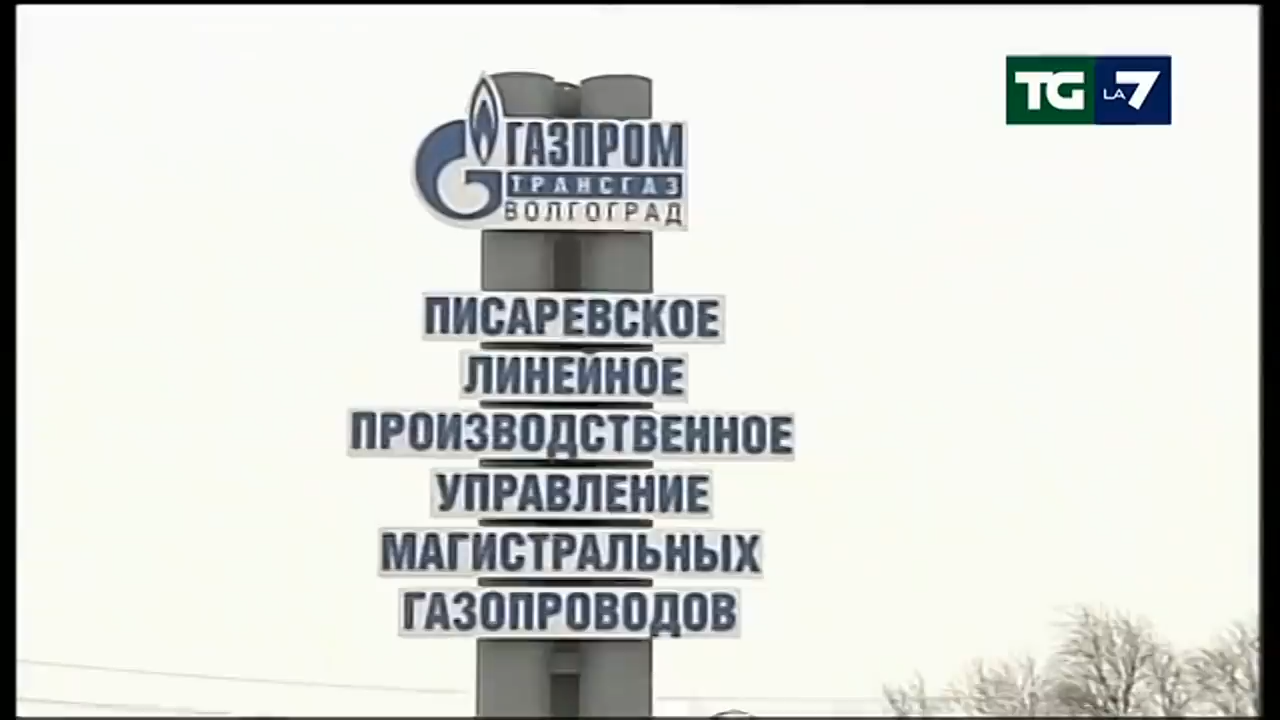 TG LA7
ГАЗПРОМ
ТРАНСГАЗ
ВОЛГОГРАД
ПИСАРЕВСКОЕ
ЛИНЕЙНОЕ
ПРОИЗВОДСТВЕННОЕ
УПРАВЛЕНИЕ
МАГИСТРАЛЬНЫХ
ГАЗОПРОВОДОВ